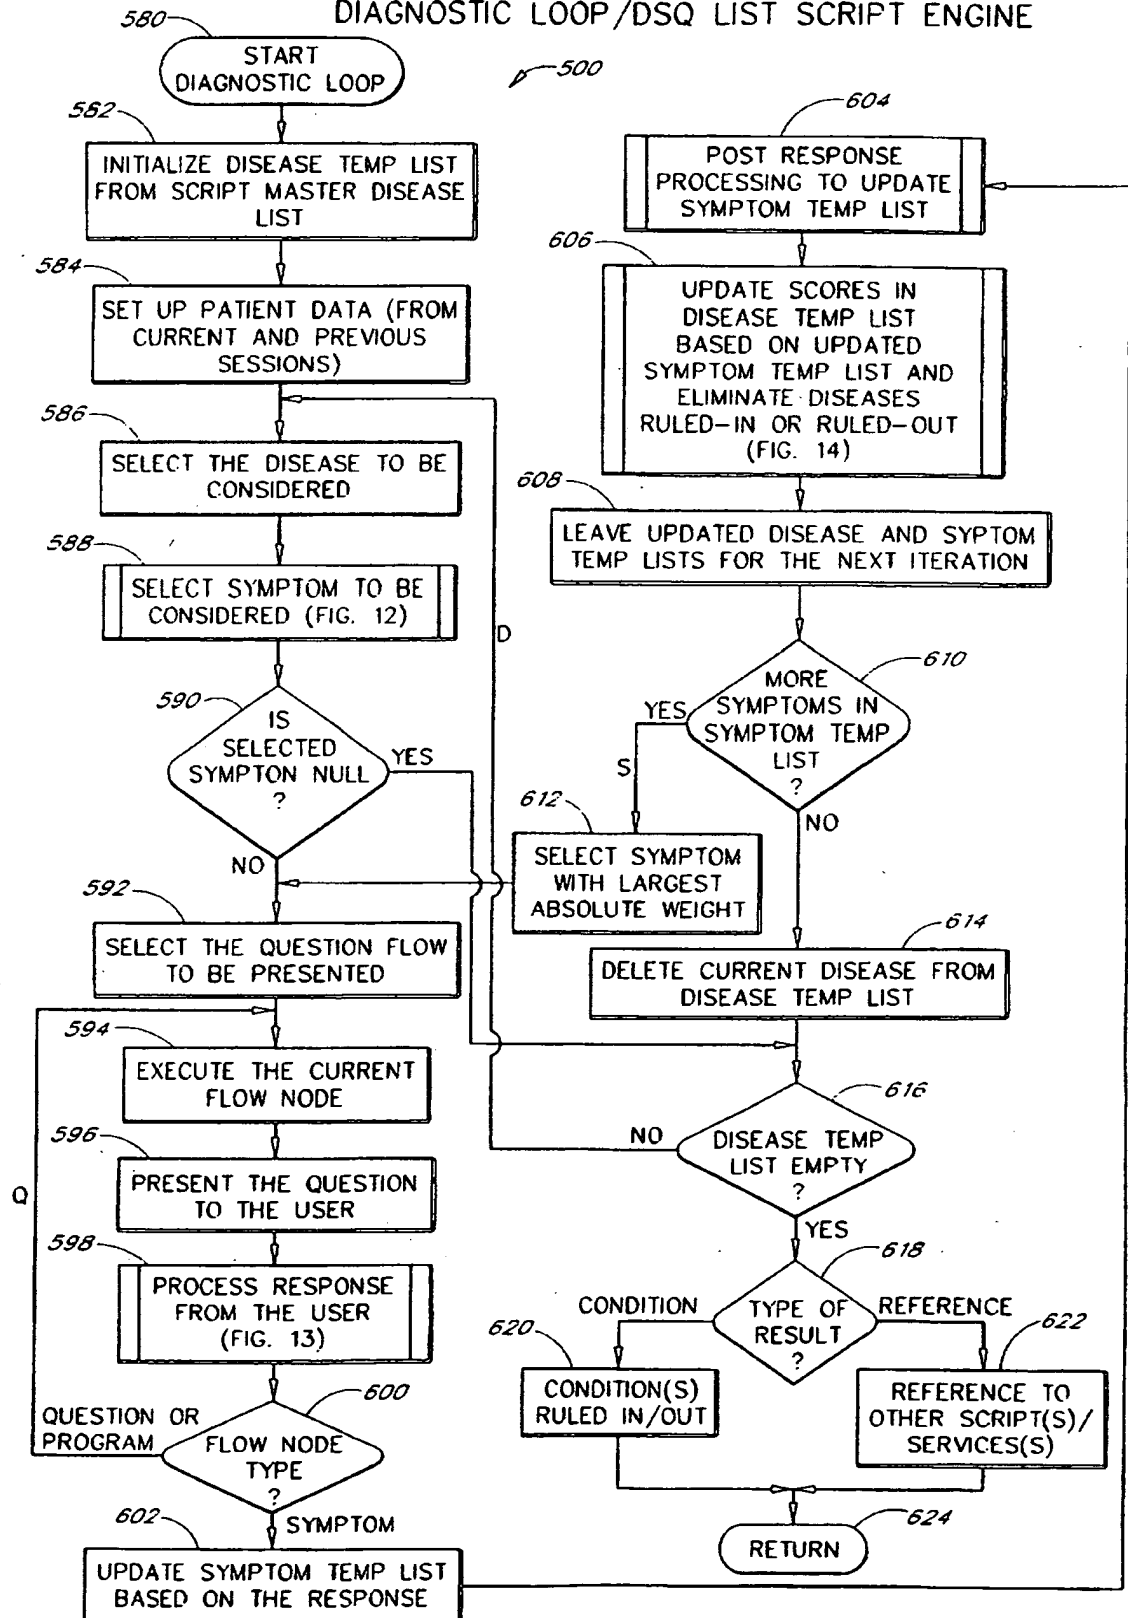 DIAGNOSTIC LOOP/DSQ LIST SCRIPT ENGINE
580
START
DIAGNOSTIC LOOP
500
582
INITIALIZE DISEASE TEMP LIST
FROM SCRIPT MASTER DISEASE
LIST
584
SET UP PATIENT DATA (FROM
CURRENT AND PREVIOUS
SESSIONS)
586
SELECT THE DISEASE TO BE
CONSIDERED
588
SELECT SYMPTOM TO BE
CONSIDERED (FIG. 12)
D
590
IS
SELECTED
SYMPTON NULL
?
YES
NO
592
SELECT THE QUESTION FLOW
TO BE PRESENTED
594
EXECUTE THE CURRENT
FLOW NODE
596
PRESENT THE QUESTION
TO THE USER
Q
598
PROCESS RESPONSE
FROM THE USER
(FIG. 13)
600
QUESTION OR
PROGRAM
FLOW NODE
TYPE
?
SYMPTOM
602
UPDATE SYMPTOM TEMP LIST
BASED ON THE RESPONSE
604
POST RESPONSE
PROCESSING TO UPDATE
SYMPTOM TEMP LIST
606
UPDATE SCORES IN
DISEASE TEMP LIST
BASED ON UPDATED
SYMPTOM TEMP LIST AND
ELIMINATE DISEASES
RULED-IN OR RULED-OUT
(FIG. 14)
608
LEAVE UPDATED DISEASE AND SYPTOM
TEMP LISTS FOR THE NEXT ITERATION
610
MORE
SYMPTOMS IN
SYMPTOM TEMP
LIST
?
YES
S
NO
612
SELECT SYMPTOM
WITH LARGEST
ABSOLUTE WEIGHT
614
DELETE CURRENT DISEASE FROM
DISEASE TEMP LIST
616
DISEASE TEMP
LIST EMPTY
?
NO
YES
618
TYPE OF
RESULT
?
CONDITION
REFERENCE
620
CONDITION(S)
RULED IN/OUT
622
REFERENCE TO
OTHER SCRIPT(S)/
SERVICES(S)
624
RETURN